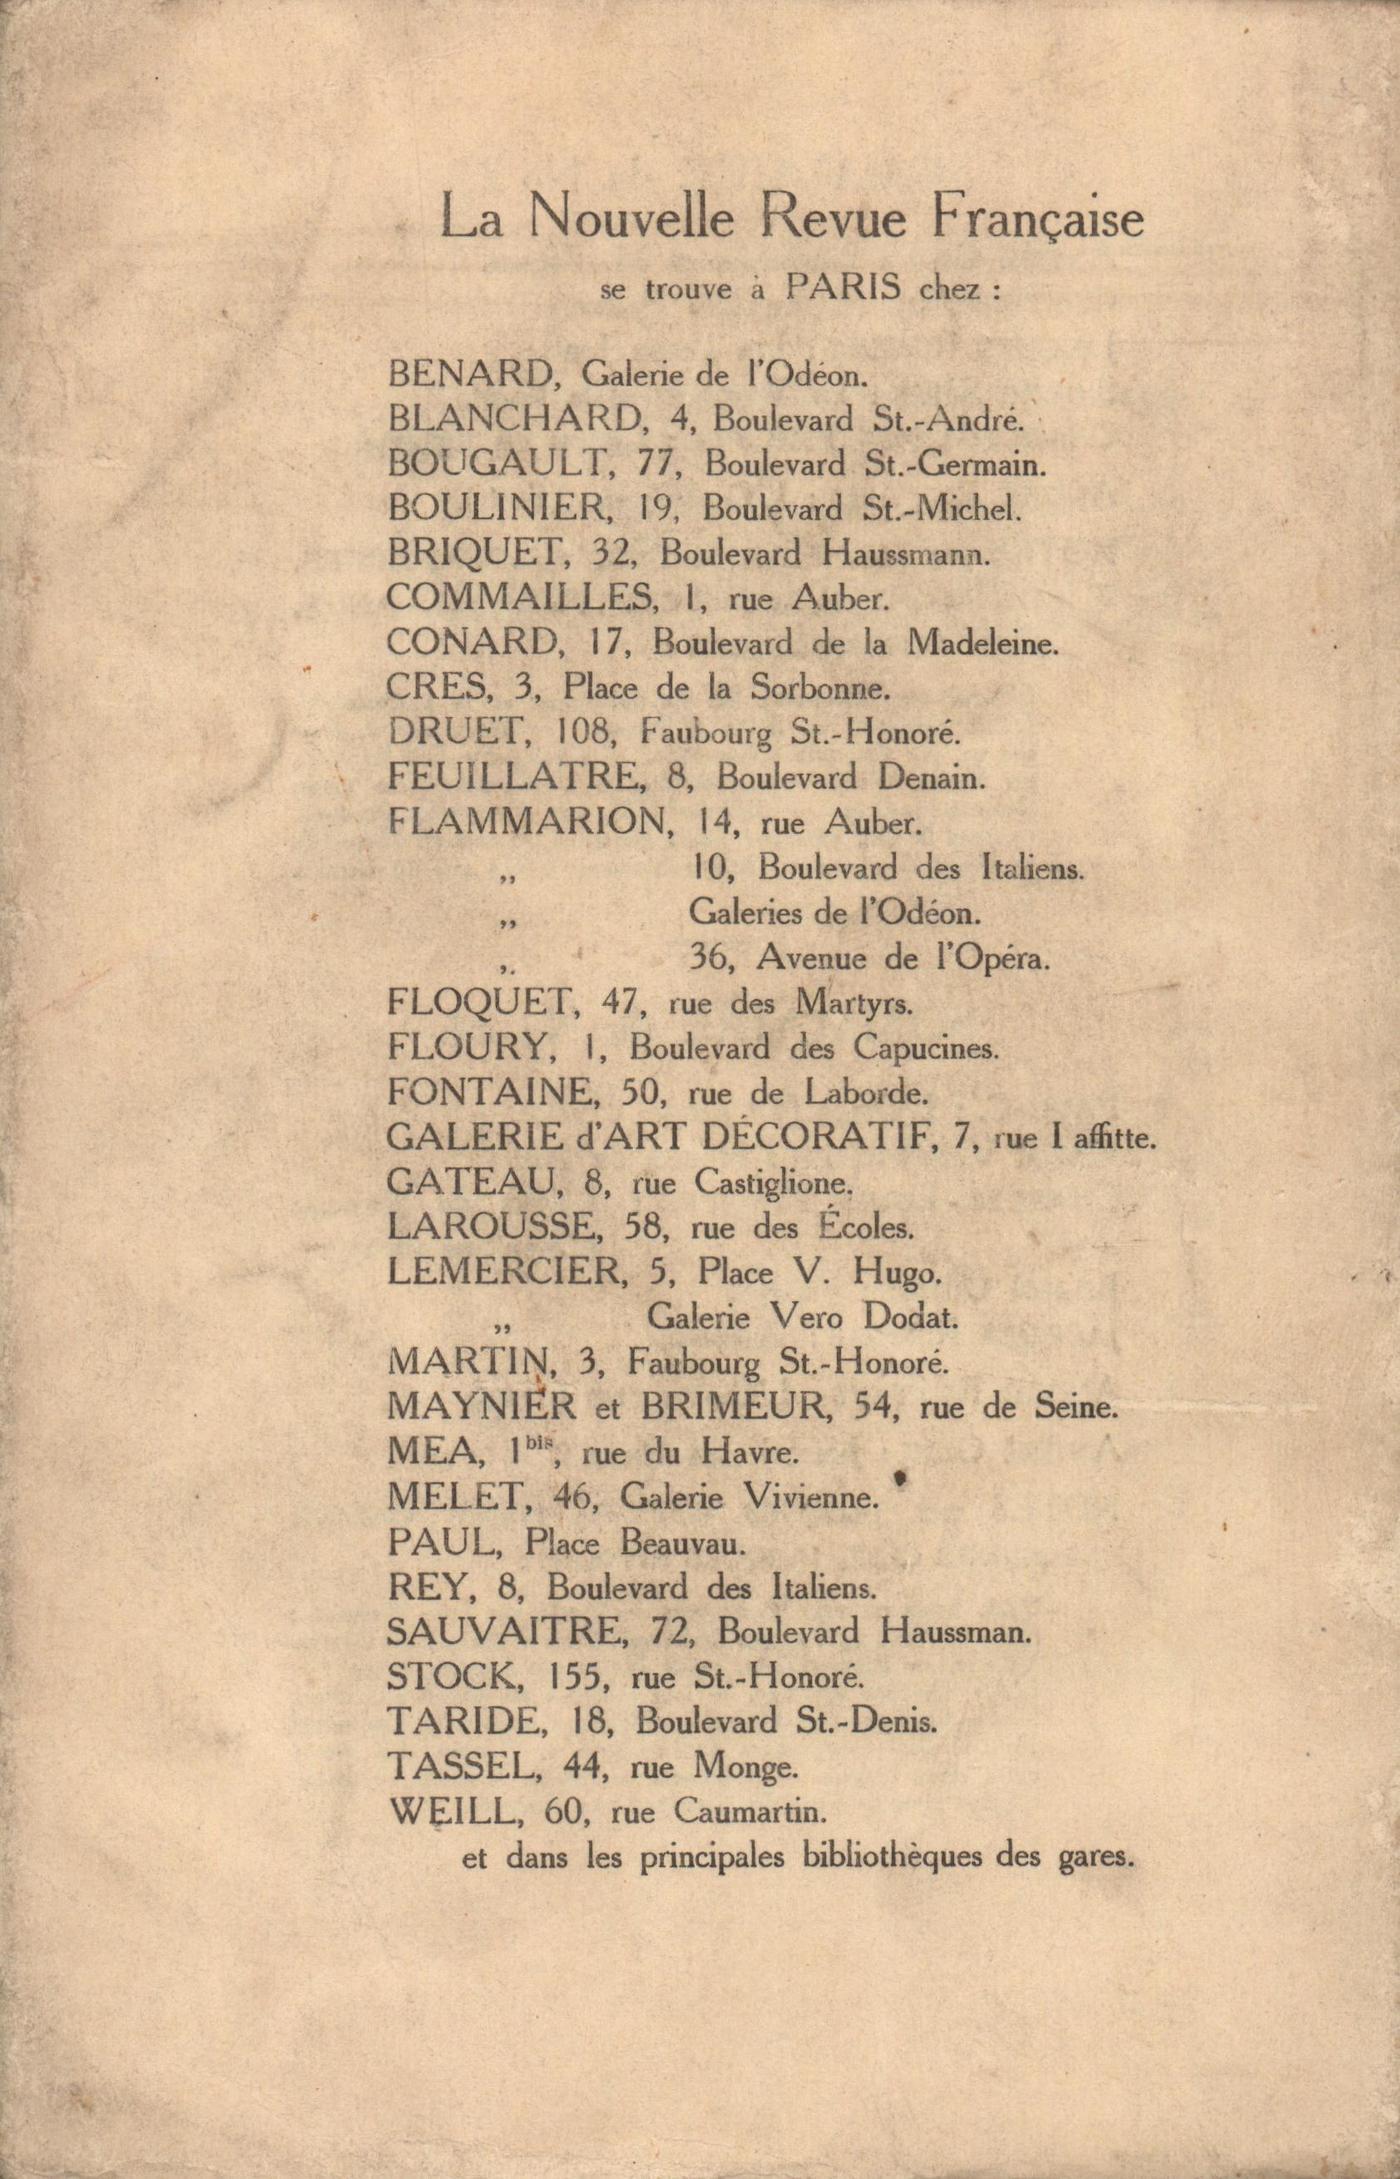 La Nouvelle Revue Française
se trouve à PARIS chez :
BENARD, Galerie de l'Odéon.
BLANCHARD, 4, Boulevard St.-André.
BOUGAULT, 77, Boulevard St.-Germain.
BOULINIER, 19, Boulevard St.-Michel.
BRIQUET, 32, Boulevard Haussmann.
COMMAILLES, 1, rue Auber.
CONARD, 17, Boulevard de la Madeleine.
CRES, 3, Place de la Sorbonne.
DRUET, 108, Faubourg St.-Honoré.
FEUILLATRE, 8, Boulevard Denain.
FLAMMARION, 14, rue Auber.
„ 10, Boulevard des Italiens.
„ Galeries de l'Odéon.
„ 36, Avenue de l'Opéra.
FLOQUET, 47, rue des Martyrs.
FLOURY, 1, Boulevard des Capucines.
FONTAINE, 50, rue de Laborde.
GALERIE d'ART DÉCORATIF, 7, rue Laffitte.
GATEAU, 8, rue Castiglione.
LAROUSSE, 58, rue des Écoles.
LEMERCIER, 5, Place V. Hugo.
„ Galerie Vero Dodat.
MARTIN, 3, Faubourg St.-Honoré.
MAYNIER et BRIMEUR, 54, rue de Seine.
MEA, 1bis, rue du Havre.
MELET, 46, Galerie Vivienne.
PAUL, Place Beauvau.
REY, 8, Boulevard des Italiens.
SAUVAITRE, 72, Boulevard Haussman.
STOCK, 155, rue St.-Honoré.
TARIDE, 18, Boulevard St.-Denis.
TASSEL, 44, rue Monge.
WEILL, 60, rue Caumartin.
et dans les principales bibliothèques des gares.